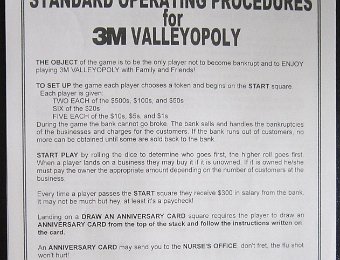 STANDARD OPERATING PROCEDURES
for
3M VALLEYOPOLY
THE OBJECT of the game is to be the only player not to become bankrupt and to ENJOY
playing 3M VALLEYOPOLY with Family and Friends!
TO SET UP the game each player chooses a token and begins on the START square.
Each player is given:
TWO EACH of the $500s, $100s, and $50s
SIX of the $20s
FIVE EACH of the $10s, $5s, and $1s
During the game the bank cannot go broke. The bank sells and handles the bankruptcies
of the businesses and charges for the customers. If the bank runs out of customers, no
more can be obtained until some are sold back to the bank.
START PLAY by rolling the dice to determine who goes first, the higher roll goes first.
When a player lands on a business they may buy it if it is unowned. If it is owned he/she
must pay the owner the appropriate amount depending on the number of customers at the
business.
Every time a player passes the START square they receive $300 in salary from the bank.
it may not be much but hey, at least it's a paycheck!
Landing on a DRAW AN ANNIVERSARY CARD square requires the player to draw an
ANNIVERSARY CARD from the top of the stack and follow the instructions written on
the card.
An ANNIVERSARY CARD may send you to the NURSE'S OFFICE, don't fret, the flu shot
won't hurt!